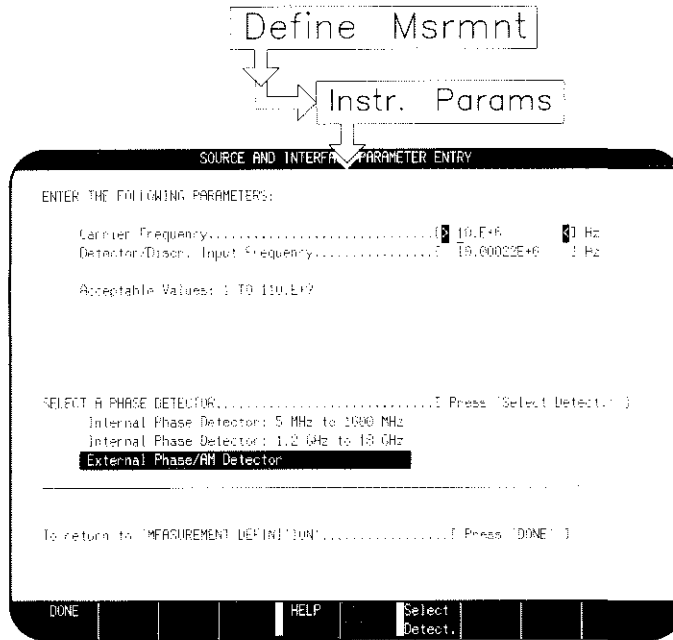 Define Msrmnt
Instr. Params
SOURCE AND INTERFACE PARAMETER ENTRY
ENTER THE FOLLOWING PARAMETERS:
Carrier Frequency..............................[> 10.E+6 <] Hz
Detector/Discr. Input Frequency................[ 10.00022E+6 ] Hz
Acceptable Values: 1 TO 110.E+9
SELECT A PHASE DETECTOR............................[ Press 'Select Detect.' ]
Internal Phase Detector: 5 MHz to 1600 MHz
Internal Phase Detector: 1.2 GHz to 18 GHz
External Phase/AM Detector
To return to 'MEASUREMENT DEFINITION'.................[ Press 'DONE' ]
DONE HELP Select
Detect.